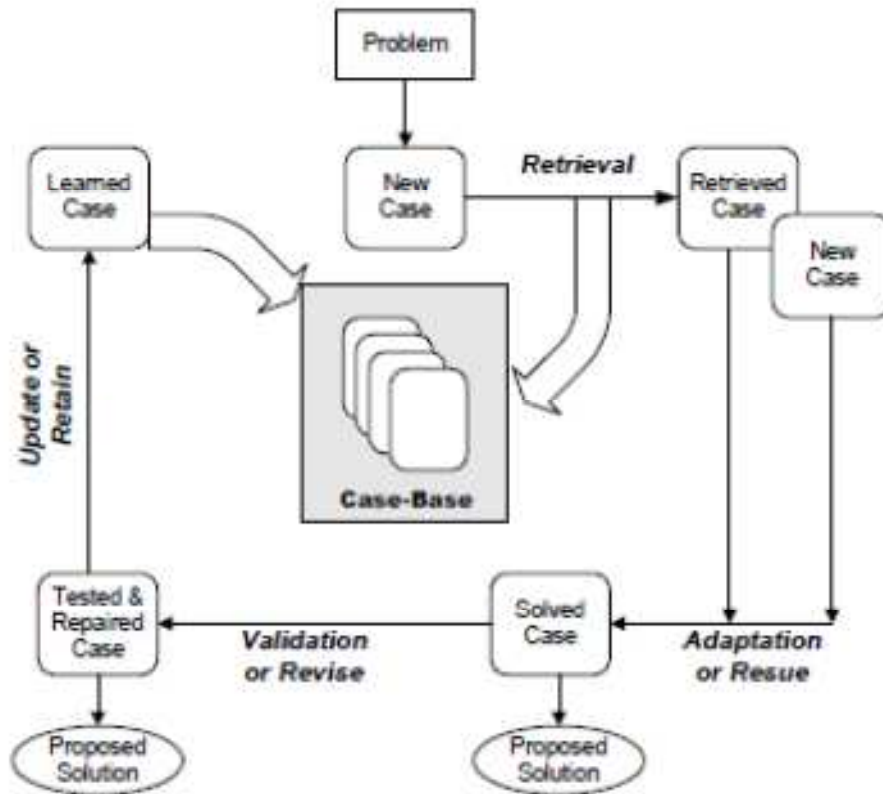 Problem
Learned
Case
New
Case
Retrieval
Retrieved
Case
New
Case
Update or
Retain
Case-Base
Tested &
Repaired
Case
Validation
or Revise
Solved
Case
Adaptation
or Resue
Proposed
Solution
Proposed
Solution